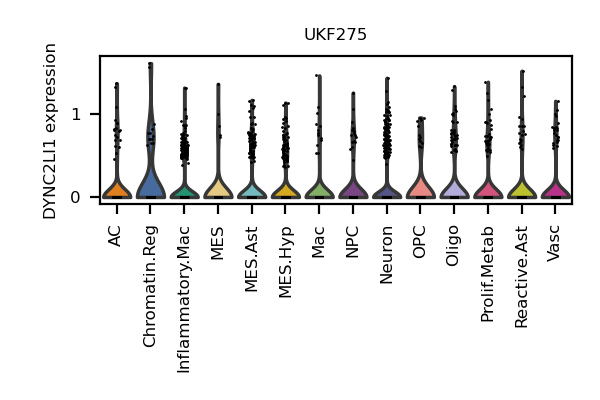 UKF275
DYNC2LI1 expression
1
0
AC
Chromatin.Reg
Inflammatory.Mac
MES
MES.Ast
MES.Hyp
Mac
NPC
Neuron
OPC
Oligo
Prolif.Metab
Reactive.Ast
Vasc